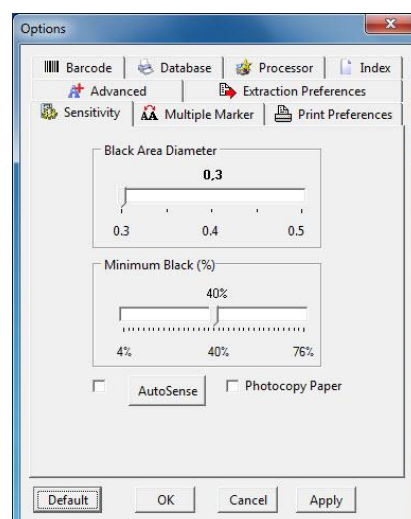 Options
Barcode Database Processor Index
Advanced Extraction Preferences
Sensitivity Multiple Marker Print Preferences
Black Area Diameter
0,3
0.3 0.4 0.5
Minimum Black (%)
40%
4% 40% 76%
AutoSense Photocopy Paper
Default OK Cancel Apply